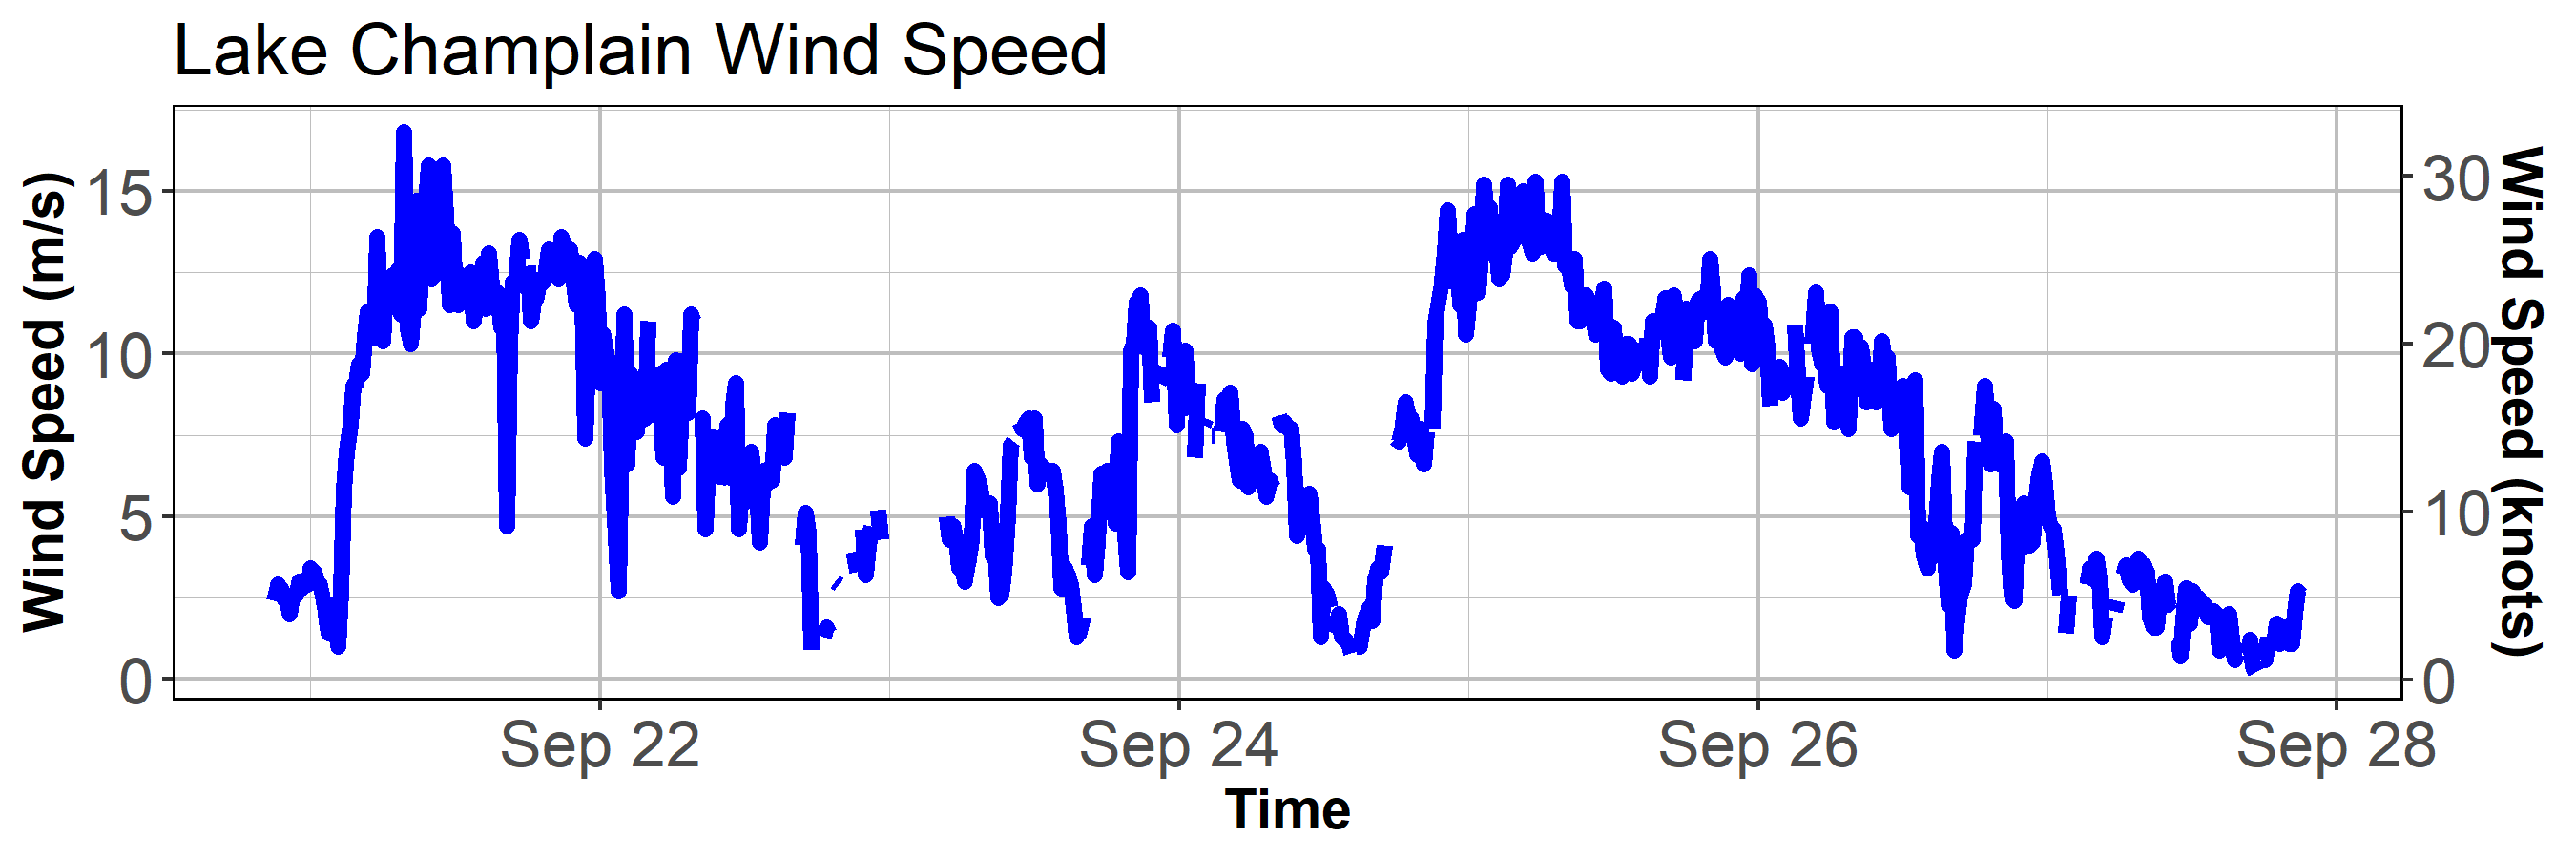 Lake Champlain Wind Speed
Wind Speed (m/s)
15
10
5
0
30
20
10
0
Wind Speed (knots)
Sep 22
Sep 24
Sep 26
Sep 28
Time